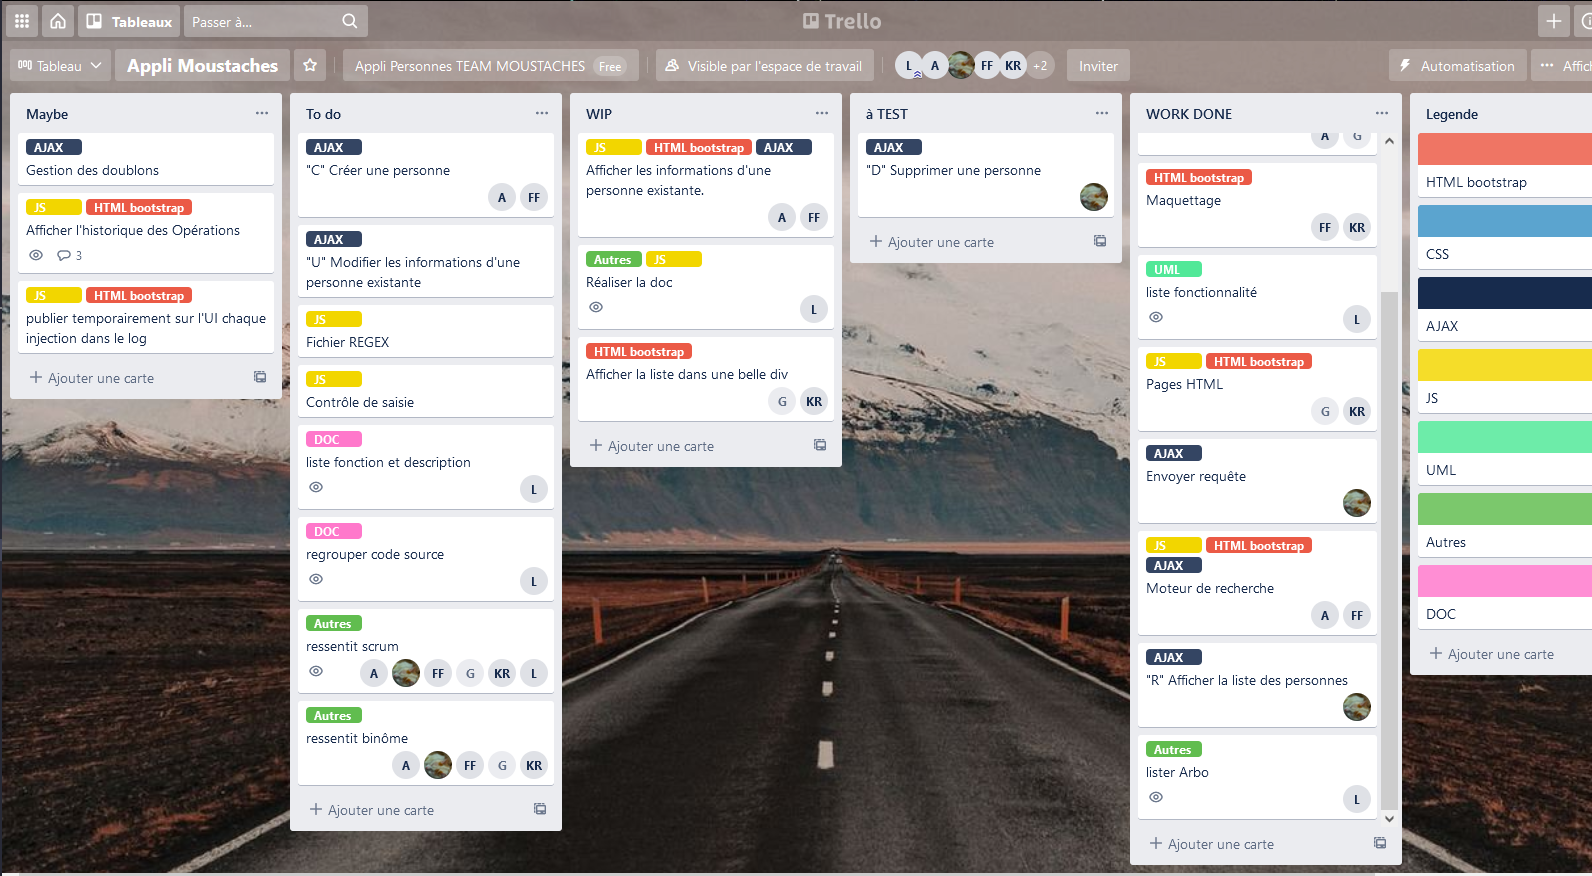 Tableaux
Passer à...
Trello
Tableau
Appli Moustaches
Appli Personnes TEAM MOUSTACHES Free
Visible par l'espace de travail
L A FF KR +2
Inviter
Automatisation
Maybe
AJAX
Gestion des doublons
JS HTML bootstrap
Afficher l'historique des Opérations
3
JS HTML bootstrap
publier temporairement sur l'UI chaque
injection dans le log
Ajouter une carte
To do
AJAX
"C" Créer une personne
A FF
AJAX
"U" Modifier les informations d'une
personne existante
JS
Fichier REGEX
JS
Contrôle de saisie
DOC
liste fonction et description
L
DOC
regrouper code source
L
Autres
ressentit scrum
A FF G KR L
Autres
ressentit binôme
A FF G KR
Ajouter une carte
WIP
JS HTML bootstrap AJAX
Afficher les informations d'une
personne existante.
A FF
Autres JS
Réaliser la doc
L
HTML bootstrap
Afficher la liste dans une belle div
G KR
Ajouter une carte
à TEST
AJAX
"D" Supprimer une personne
Ajouter une carte
WORK DONE
A G
HTML bootstrap
Maquettage
FF KR
UML
liste fonctionnalité
L
JS HTML bootstrap
Pages HTML
G KR
AJAX
Envoyer requête
JS HTML bootstrap
AJAX
Moteur de recherche
A FF
AJAX
"R" Afficher la liste des personnes
Autres
lister Arbo
L
Ajouter une carte
Legende
HTML bootstrap
CSS
AJAX
JS
UML
Autres
DOC
Ajouter une carte